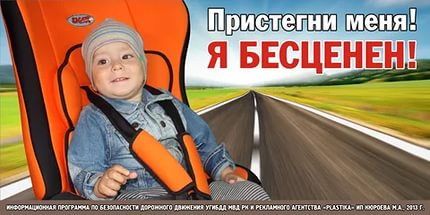 Пристегни меня!
Я БЕСЦЕНЕН!
ИНФОРМАЦИОННАЯ ПРОГРАММА ПО БЕЗОПАСНОСТИ ДОРОЖНОГО ДВИЖЕНИЯ УГИБДД МВД РК И РЕКЛАМНОГО АГЕНТСТВА «PLASTIKA» ИП НЮРОЕВА М.А., 2013 Г.